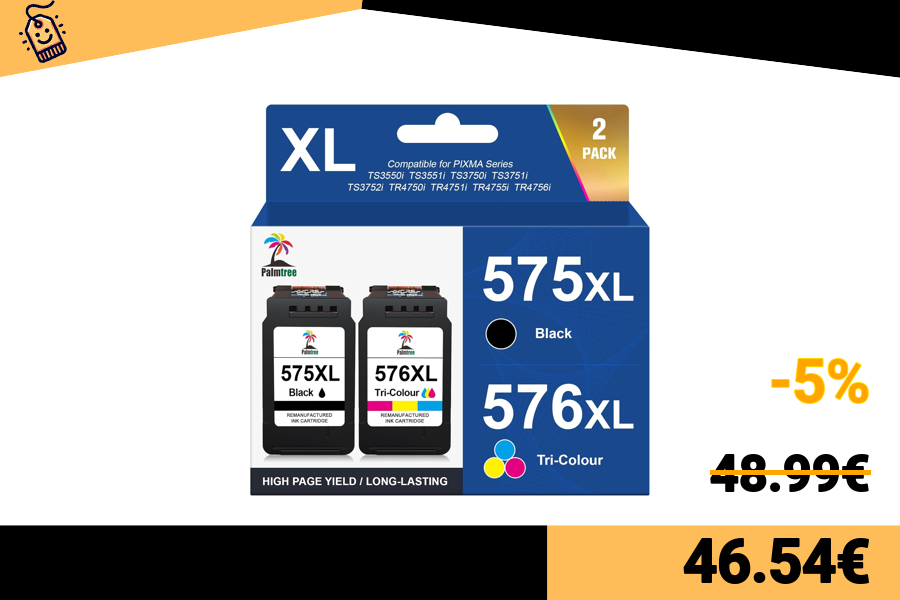 XL
2
PACK
Compatible for PIXMA Series
TS3550i TS3551i TS3750i TS3751i
TS3752i TR4750i TR4751i TR4755i TR4756i
Palmtree
575XL
Black
576XL
Tri-Colour
Palmtree
575XL
Black
REMANUFACTURED
INK CARTRIDGE
Palmtree
576XL
Tri-Colour
REMANUFACTURED
INK CARTRIDGE
HIGH PAGE YIELD / LONG-LASTING
-5%
48.99€
46.54€